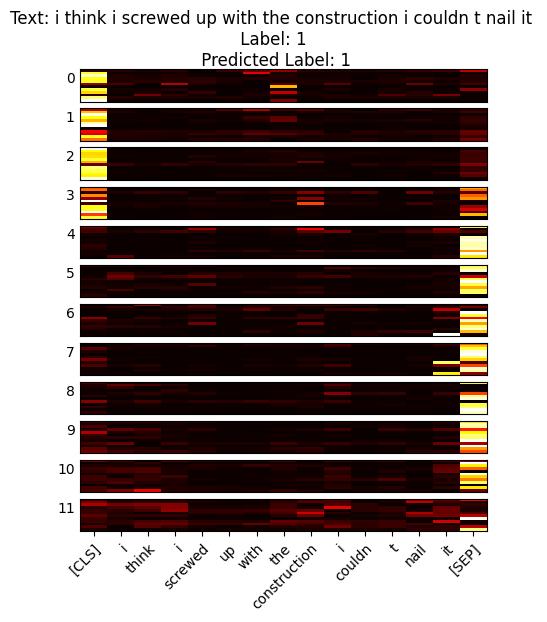 Text: i think i screwed up with the construction i couldn t nail it
Label: 1
Predicted Label: 1
0
1
2
3
4
5
6
7
8
9
10
11
[CLS]
i
think
i
screwed
up
with
the
construction
i
couldn
t
nail
it
[SEP]